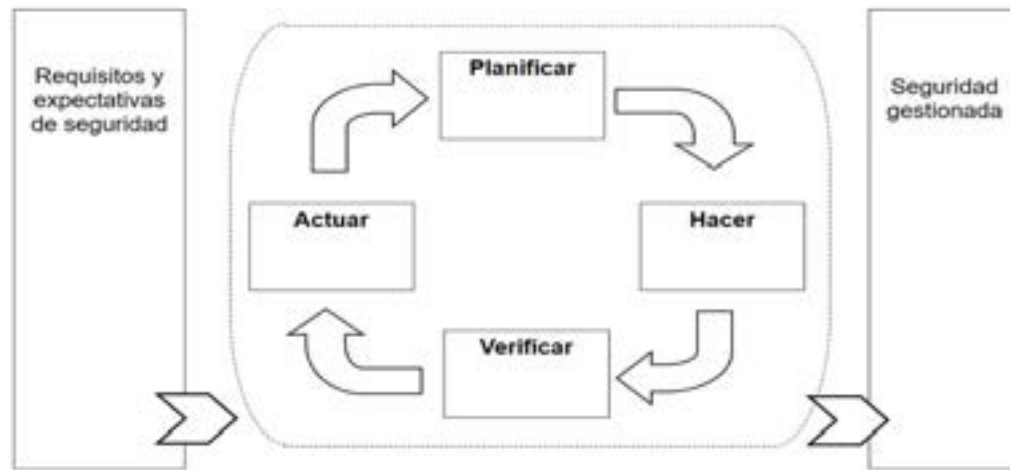 Requisitos y
expectativas
de seguridad
Planificar
Seguridad
gestionada
Actuar
Hacer
Verificar